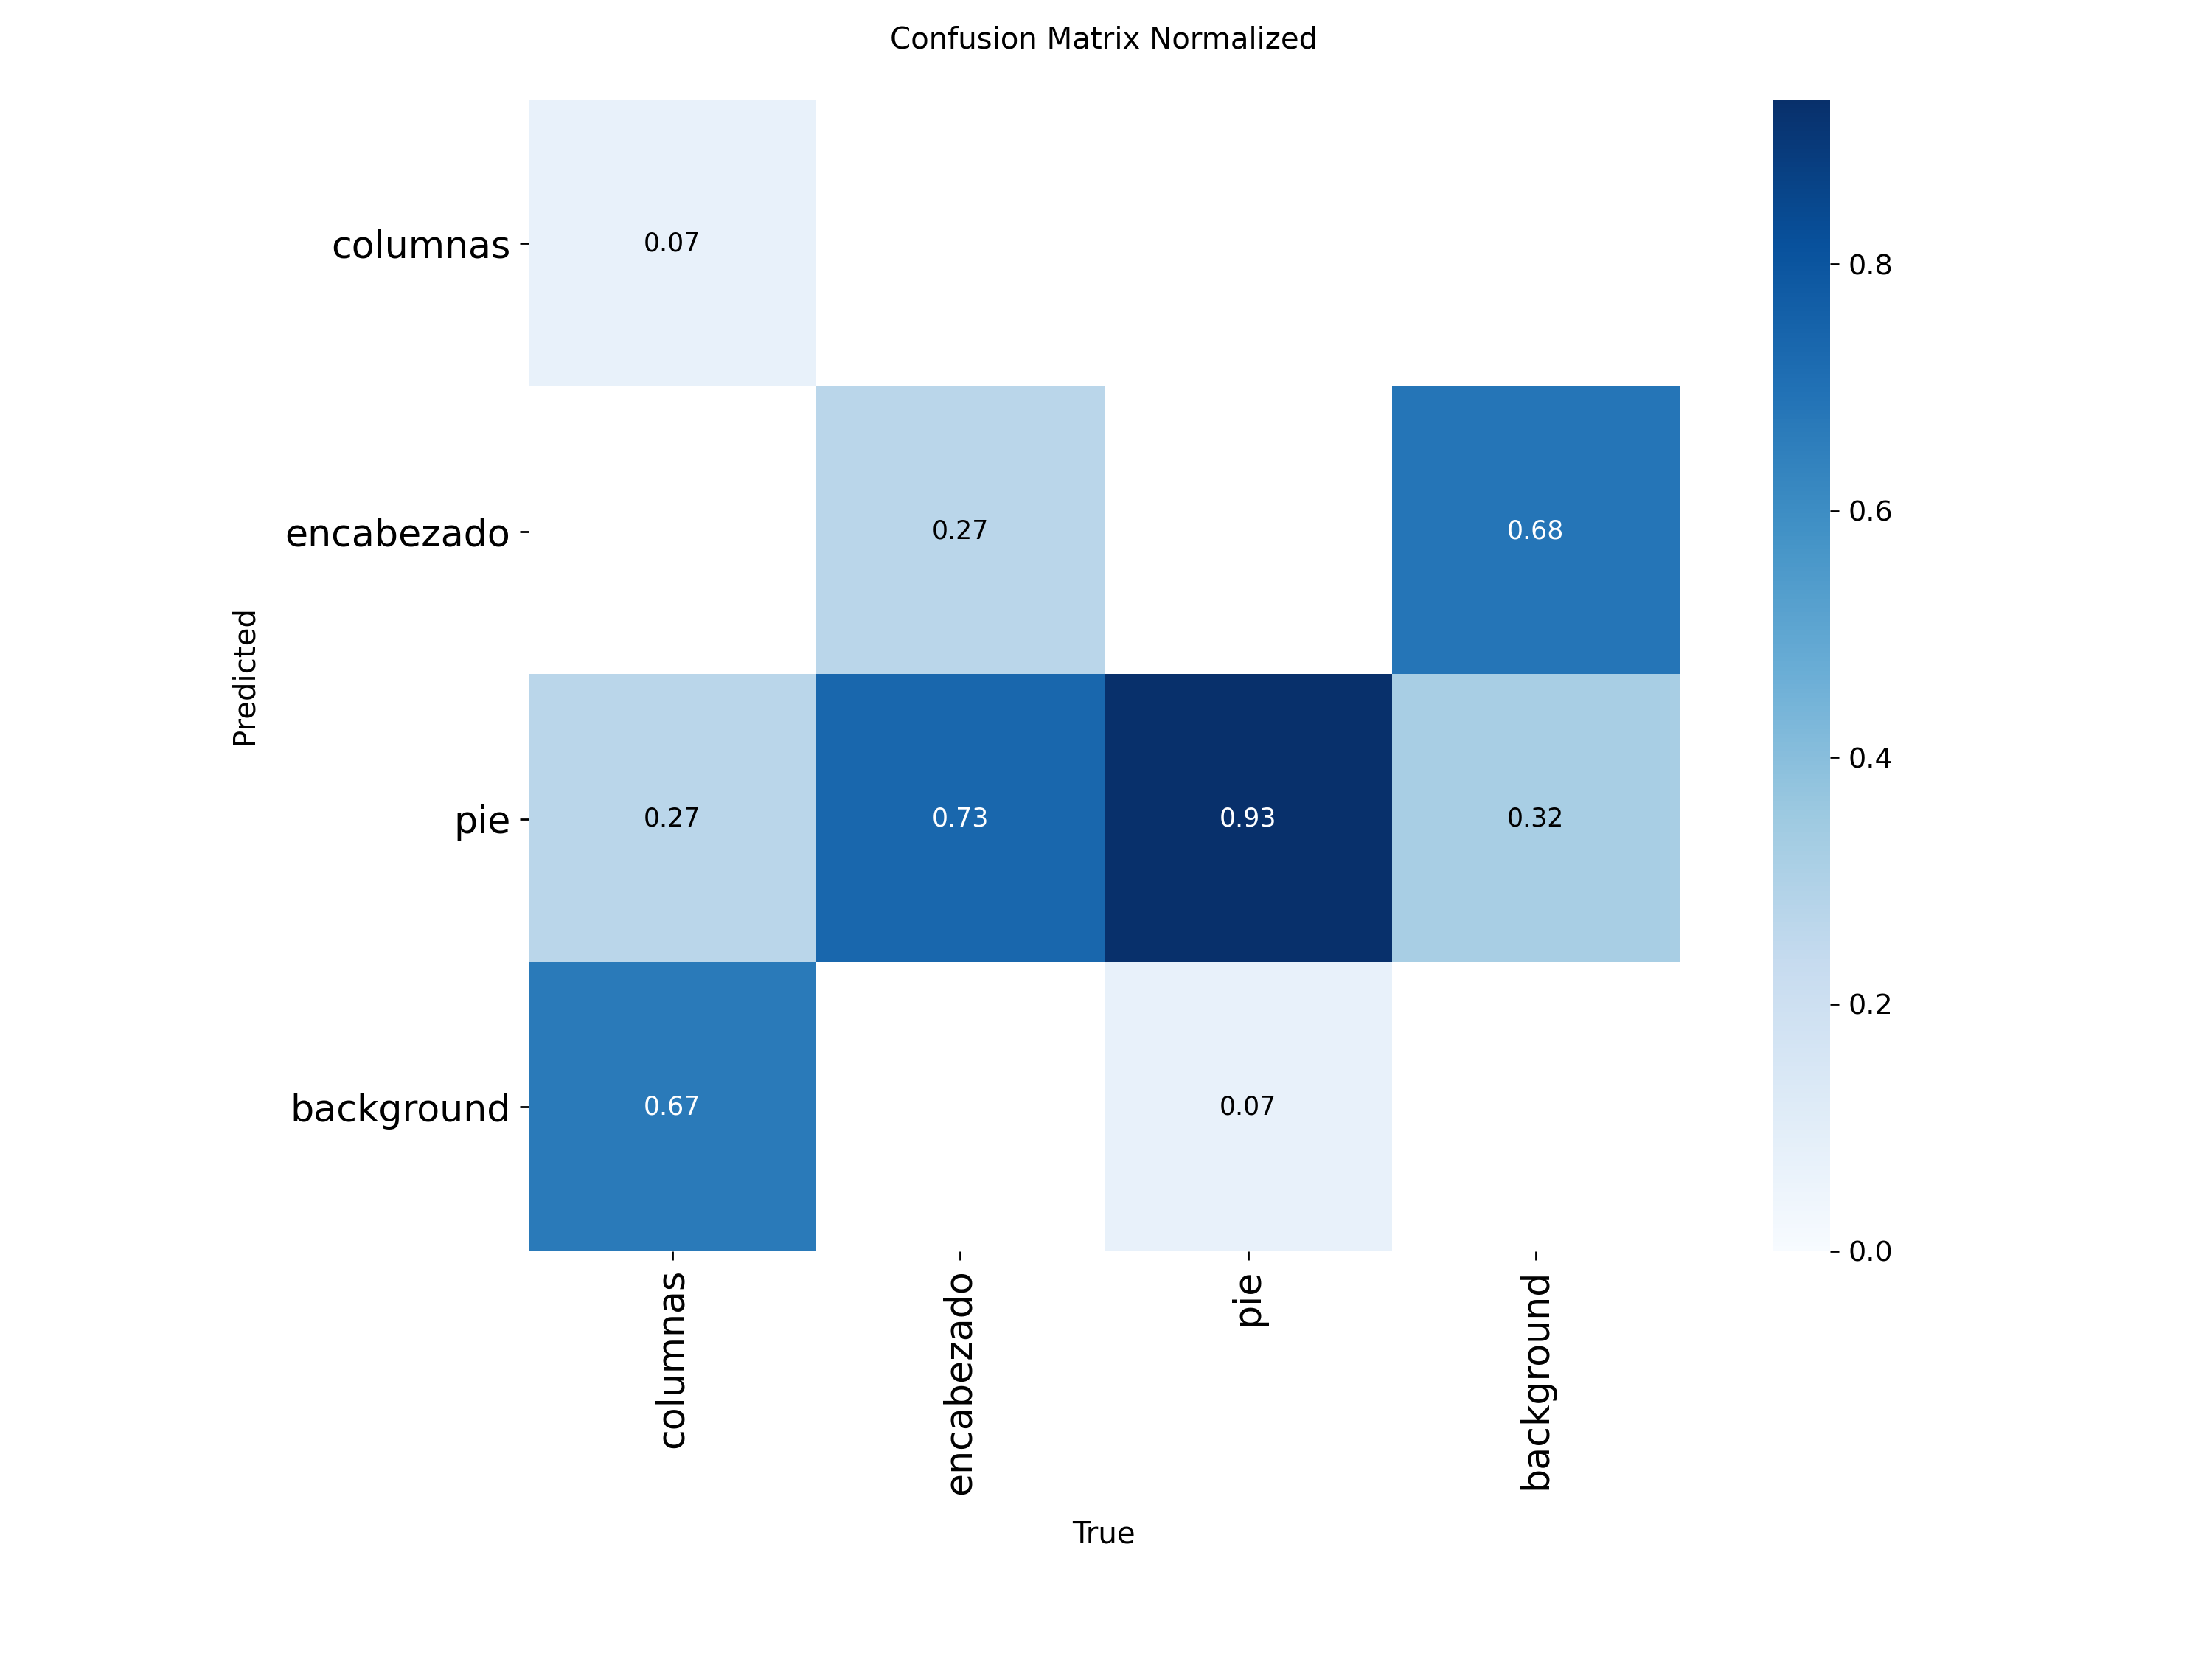 Confusion Matrix Normalized
columnas
0.07
0.8
encabezado
0.27
0.68
0.6
Predicted
0.4
pie
0.27
0.73
0.93
0.32
0.2
background
0.67
0.07
0.0
columnas
encabezado
pie
background
True